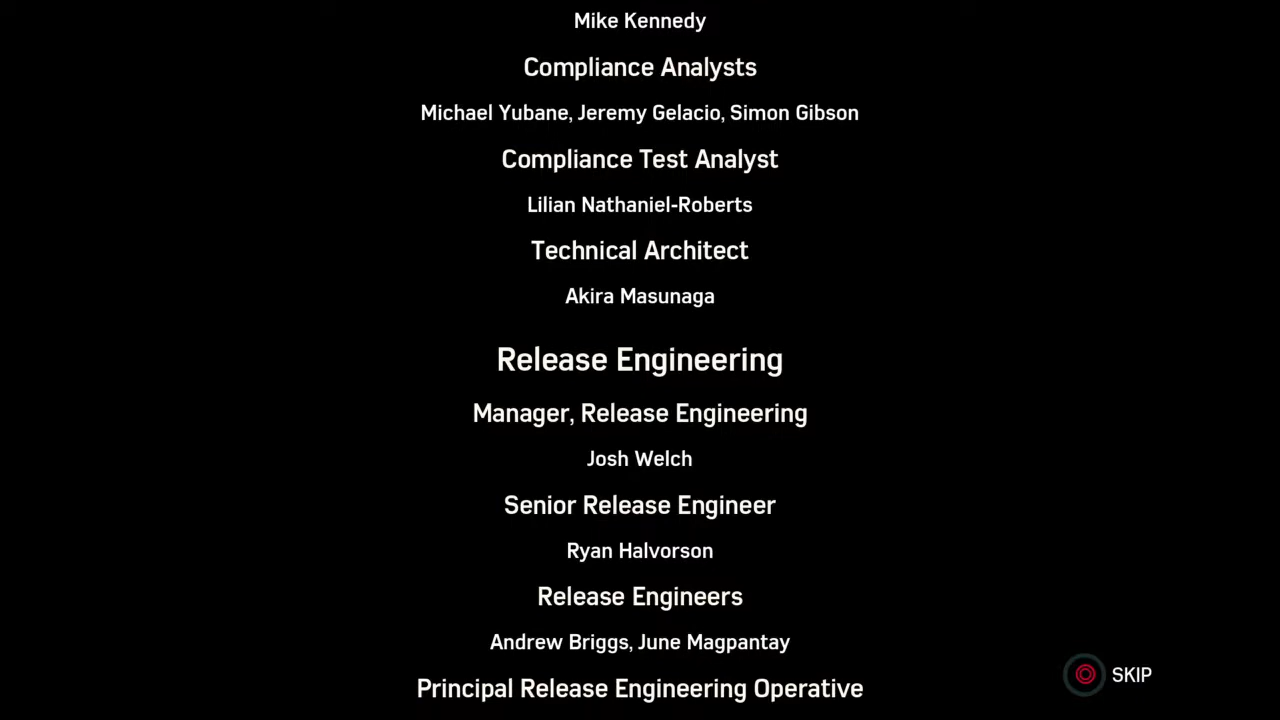 Mike Kennedy
Compliance Analysts
Michael Yubane, Jeremy Gelacio, Simon Gibson
Compliance Test Analyst
Lilian Nathaniel-Roberts
Technical Architect
Akira Masunaga
Release Engineering
Manager, Release Engineering
Josh Welch
Senior Release Engineer
Ryan Halvorson
Release Engineers
Andrew Briggs, June Magpantay
SKIP
Principal Release Engineering Operative